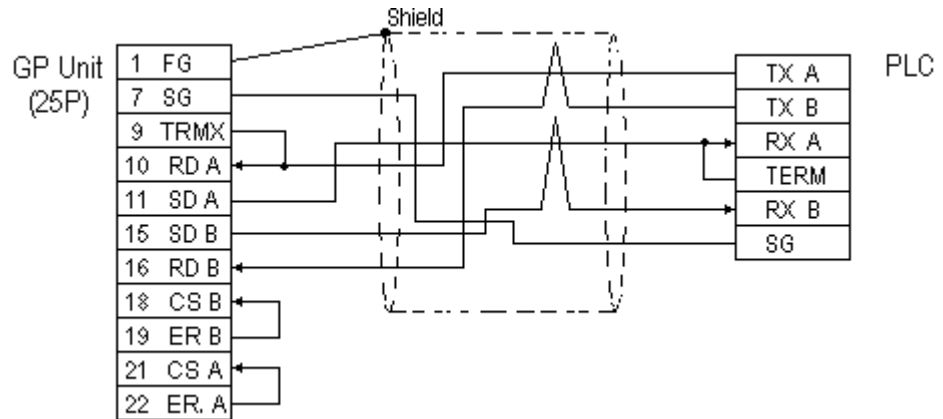 Shield
GP Unit
(25P)
1 FG
7 SG
9 TRMX
10 RD A
11 SD A
15 SD B
16 RD B
18 CS B
19 ER B
21 CS A
22 ER. A
PLC
TX A
TX B
RX A
TERM
RX B
SG